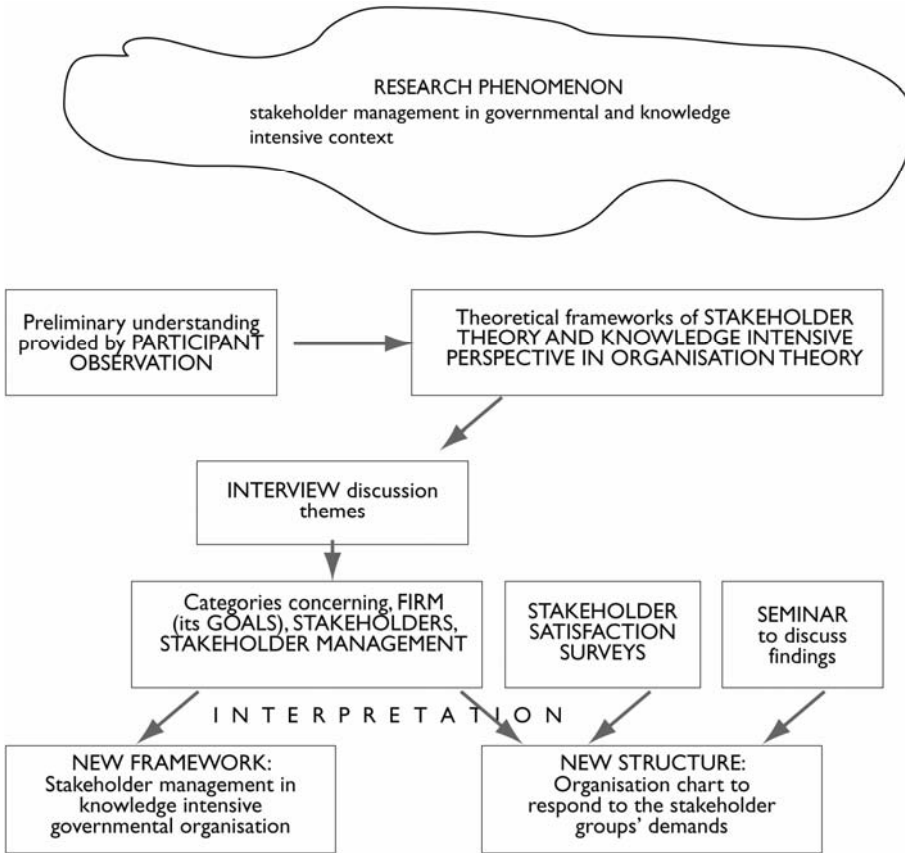 RESEARCH PHENOMENON
stakeholder management in governmental and knowledge
intensive context
Preliminary understanding
provided by PARTICIPANT
OBSERVATION
Theoretical frameworks of STAKEHOLDER
THEORY AND KNOWLEDGE INTENSIVE
PERSPECTIVE IN ORGANISATION THEORY
INTERVIEW discussion
themes
Categories concerning, FIRM
(its GOALS), STAKEHOLDERS,
STAKEHOLDER MANAGEMENT
STAKEHOLDER
SATISFACTION
SURVEYS
SEMINAR
to discuss
findings
I N T E R P R E T A T I O N
NEW FRAMEWORK:
Stakeholder management in
knowledge intensive
governmental organisation
NEW STRUCTURE:
Organisation chart to
respond to the stakeholder
groups' demands